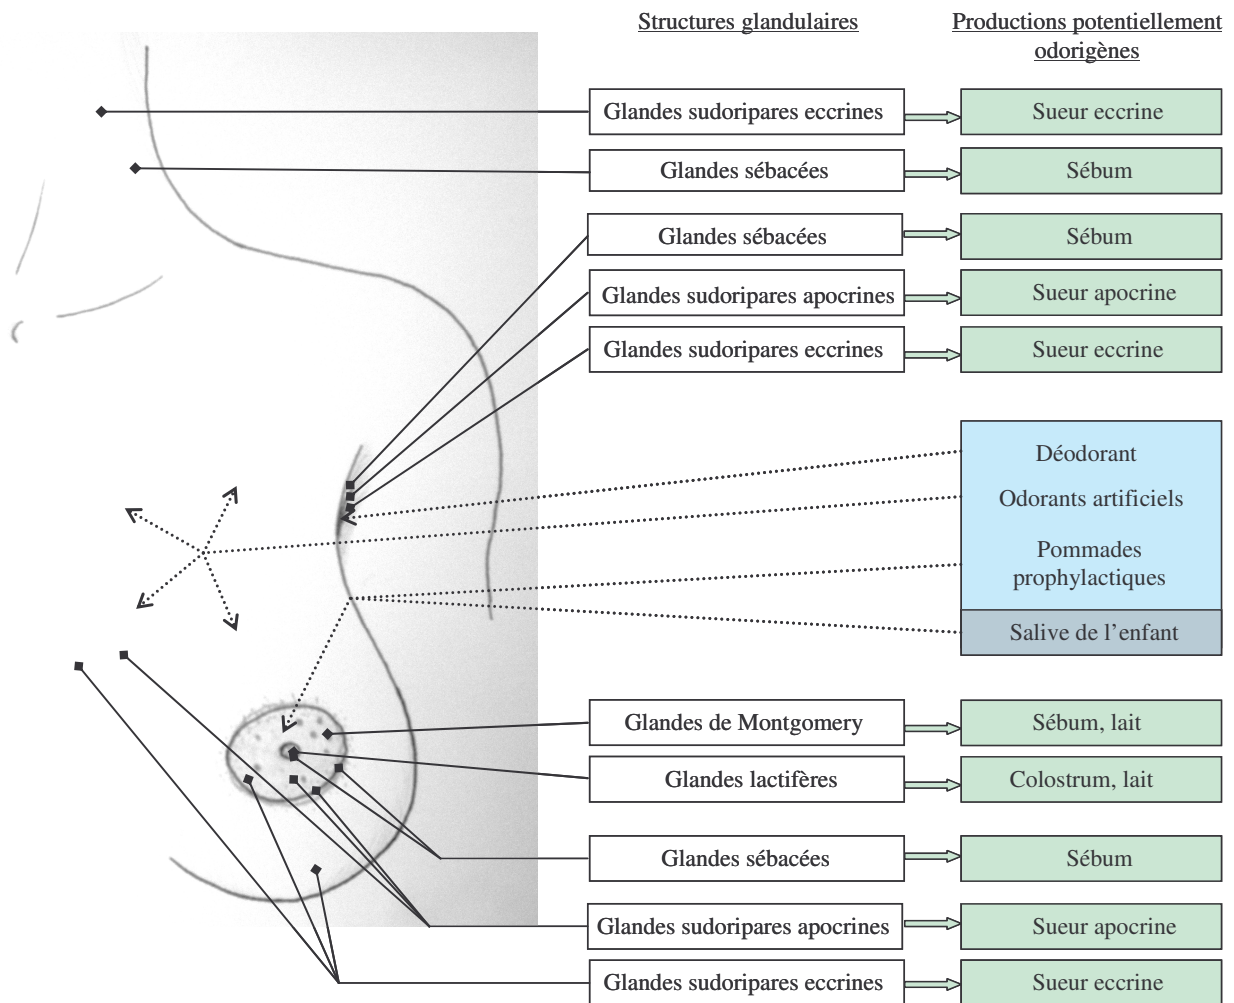 Structures glandulaires
Productions potentiellement
odorigènes
Glandes sudoripares eccrines
Sueur eccrine
Glandes sébacées
Sébum
Glandes sébacées
Sébum
Glandes sudoripares apocrines
Sueur apocrine
Glandes sudoripares eccrines
Sueur eccrine
Déodorant
Odorants artificiels
Pommades
prophylactiques
Salive de l’enfant
Glandes de Montgomery
Sébum, lait
Glandes lactifères
Colostrum, lait
Glandes sébacées
Sébum
Glandes sudoripares apocrines
Sueur apocrine
Glandes sudoripares eccrines
Sueur eccrine